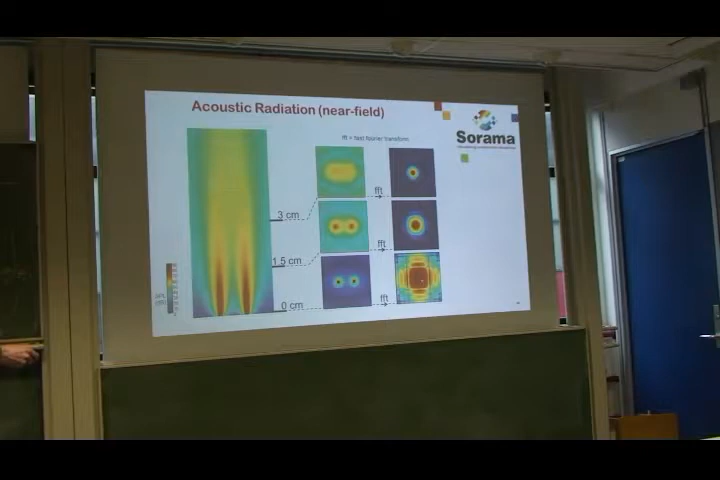 Acoustic Radiation (near-field)
Sorama
fft = fast fourier transform
fft
3 cm
fft
1.5 cm
fft
0 cm